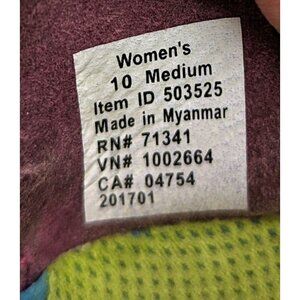 Women's
10 Medium
Item ID 503525
Made in Myanmar
RN# 71341
VN# 1002664
CA# 04754
201701